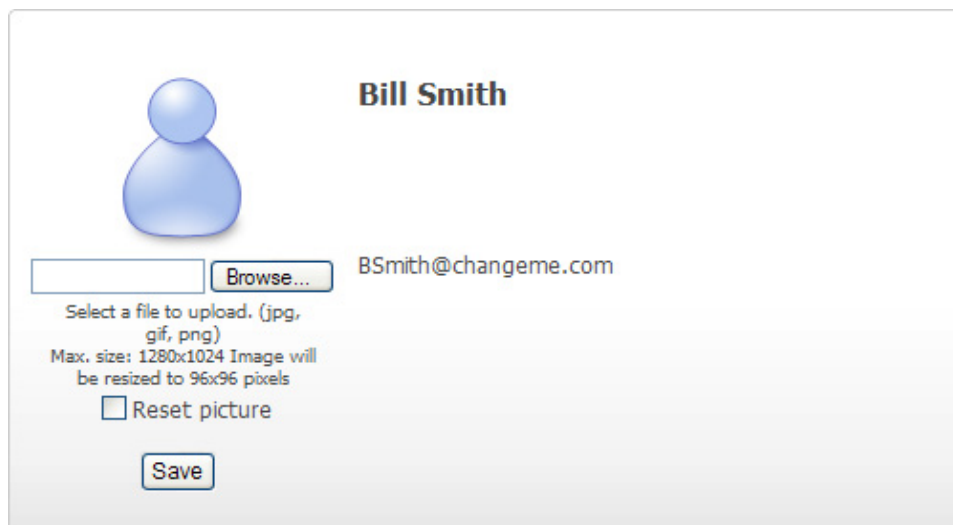 Bill Smith
BSmith@changeme.com
Browse...
Select a file to upload. (jpg,
gif, png)
Max. size: 1280x1024 Image will
be resized to 96x96 pixels
Reset picture
Save